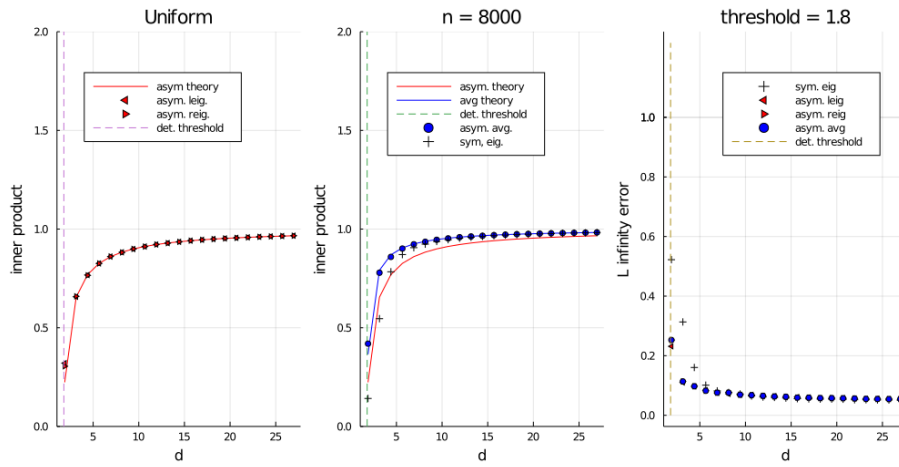 Uniform
2.0
1.5
1.0
0.5
0.0
inner product
5
10
15
20
25
d
asym theory
asym. leig.
asym. reig.
det. threshold
n = 8000
2.0
1.5
1.0
0.5
0.0
inner product
5
10
15
20
25
d
asym. theory
avg theory
det. threshold
asym. avg.
sym, eig.
threshold = 1.8
1.0
0.8
0.6
0.4
0.2
0.0
L infinity error
5
10
15
20
25
d
sym. eig
asym. leig
asym. reig
asym. avg
det. threshold